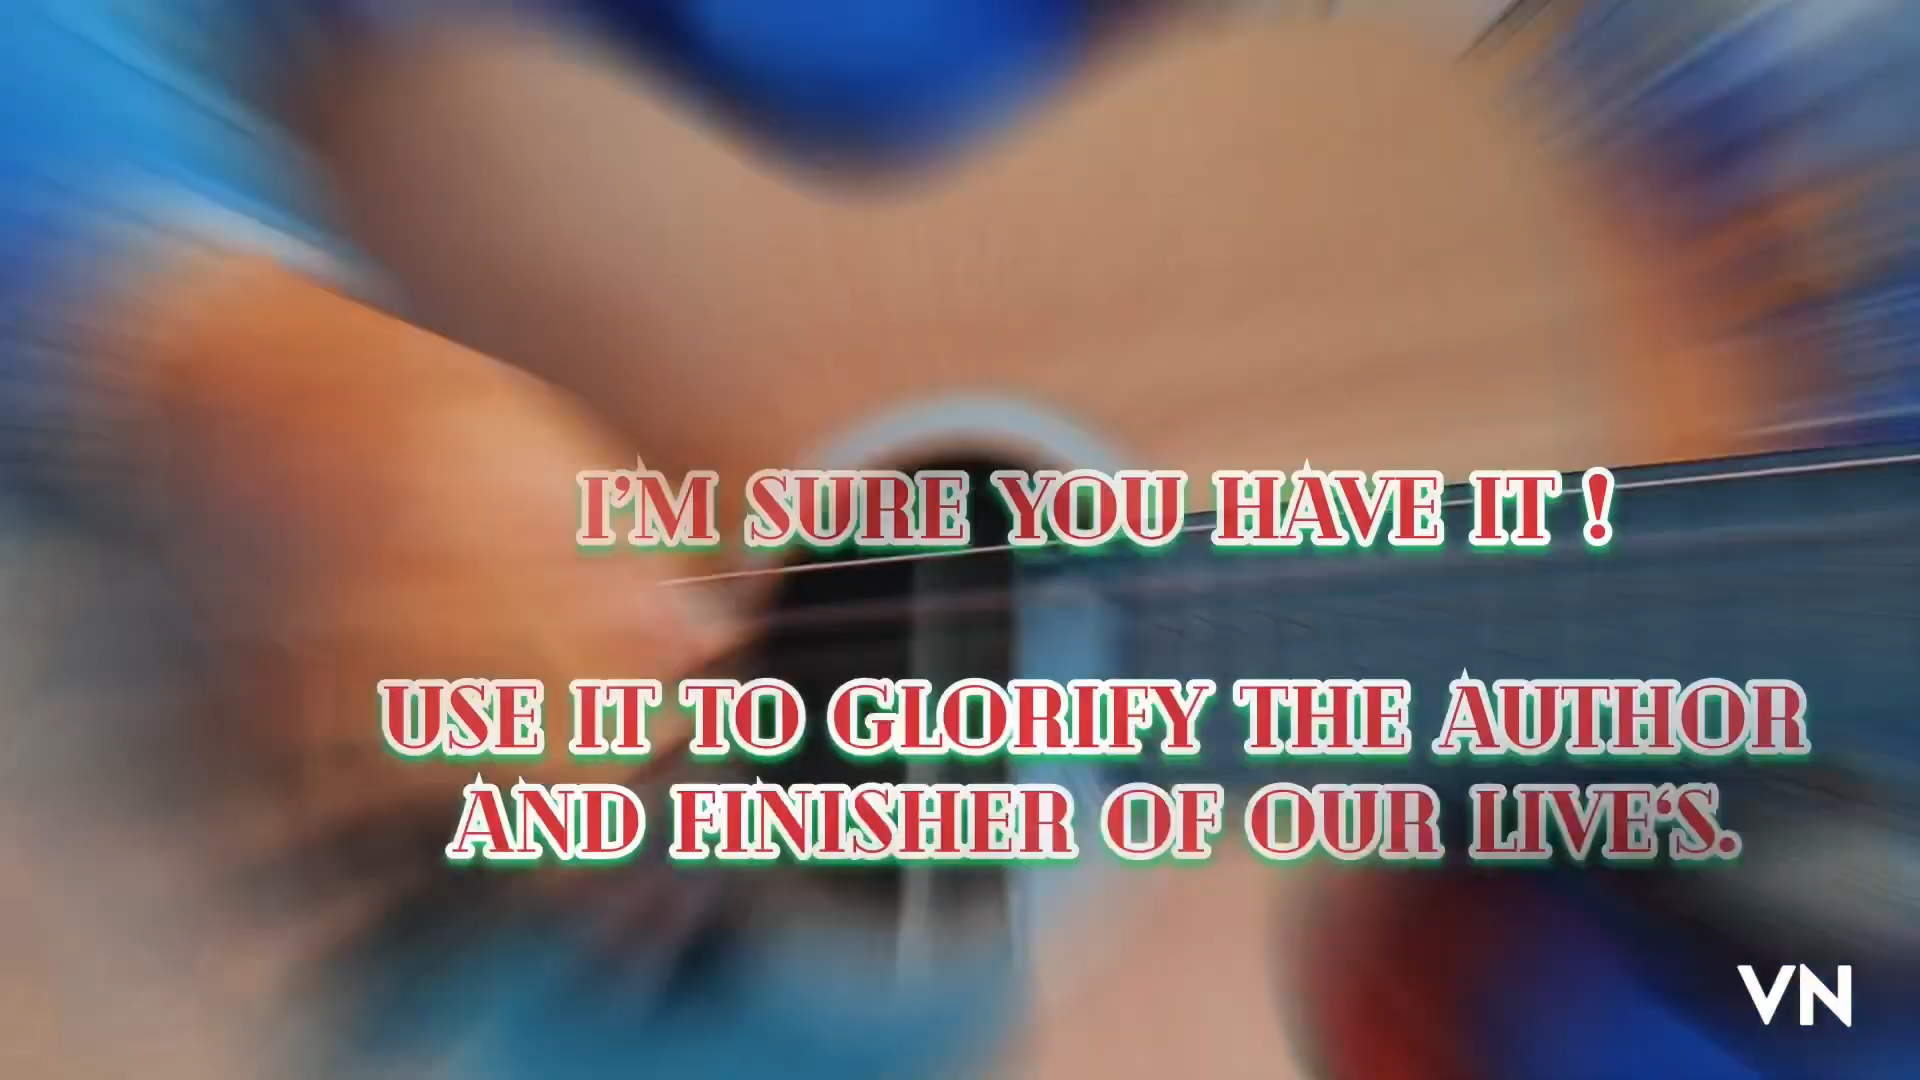 I'M SURE YOU HAVE IT !
USE IT TO GLORIFY THE AUTHOR
AND FINISHER OF OUR LIVE‘S.
VN